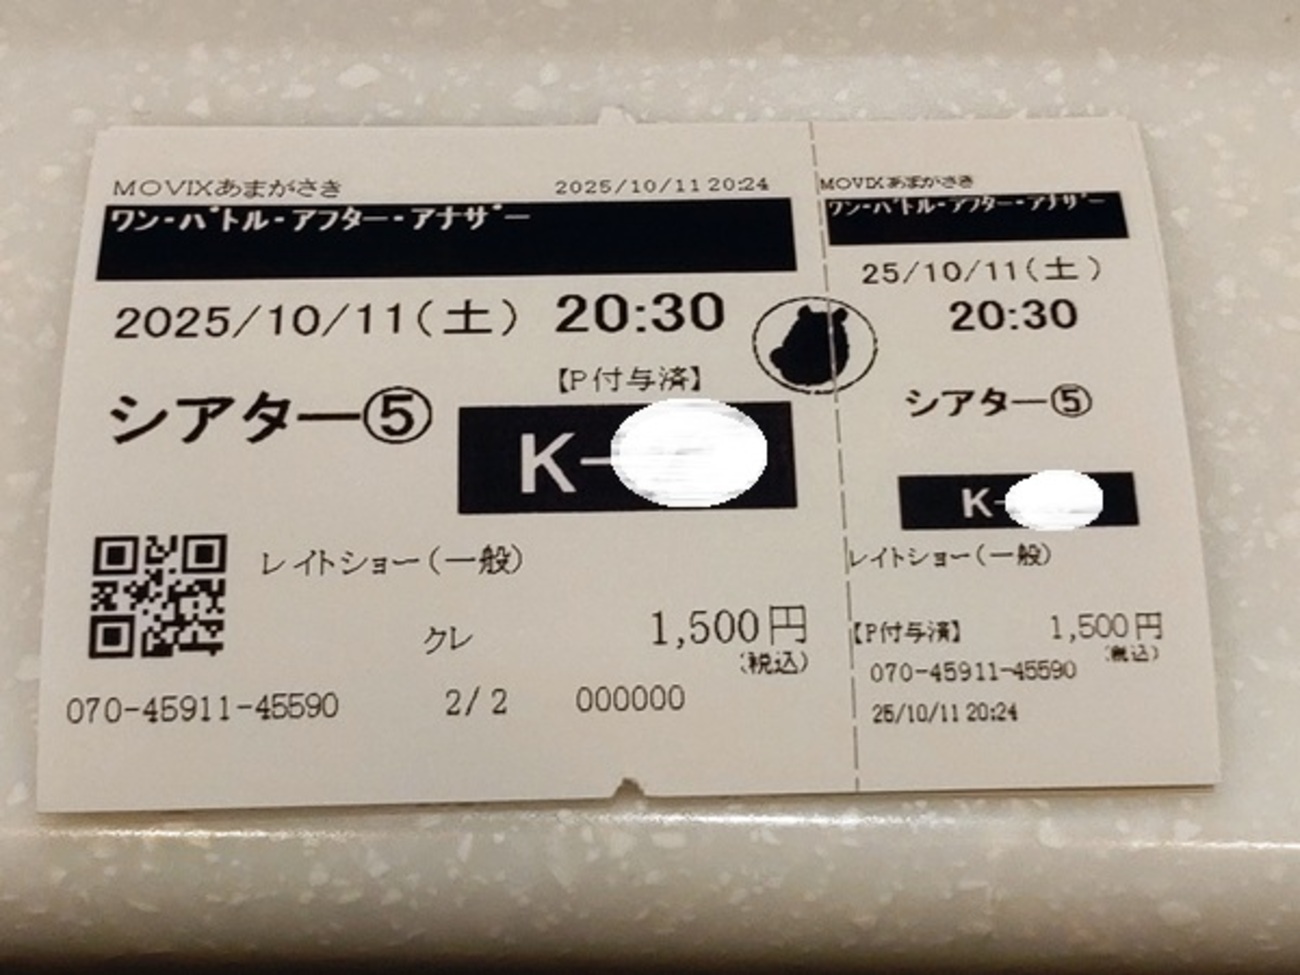 MOVIXあまがさき 2025/10/11 20:24
ワン・バトル・アフター・アナザー
2025/10/11(土) 20:30
【P付与済】
シアター⑤
K-
レイトショー(一般)
クレ 1,500円
(税込)
070-45911-45590 2/2 000000
MOVIXあまがさき
ワン・バトル・アフター・アナザー
25/10/11(土)
20:30
シアター⑤
K-
レイトショー(一般)
【P付与済】 1,500円
(税込)
070-45911-45590
25/10/11 20:24